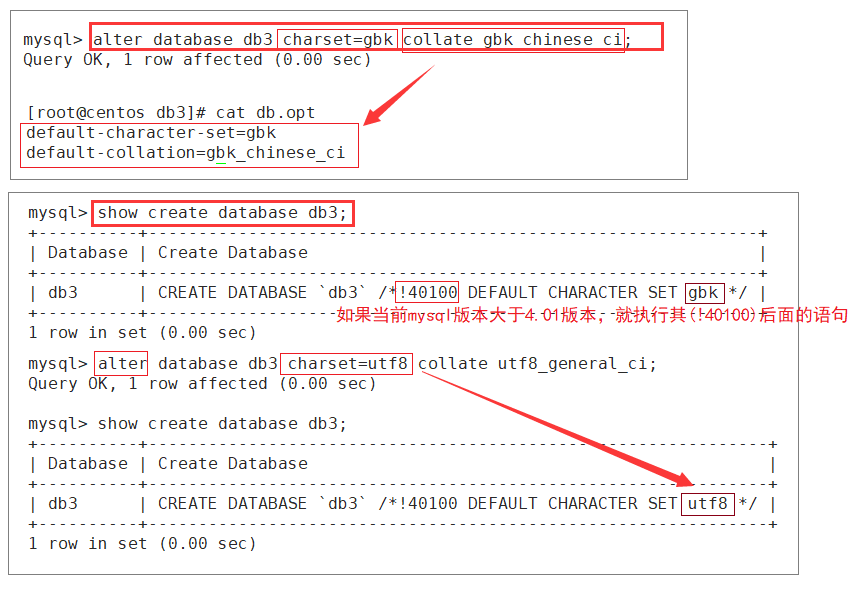 mysql> alter database db3 charset=gbk collate gbk_chinese_ci;
Query OK, 1 row affected (0.00 sec)
[root@centos db3]# cat db.opt
default-character-set=gbk
default-collation=gbk_chinese_ci
mysql> show create database db3;
+----------+--------------------------------------------------------------+
| Database | Create Database                                              |
+----------+--------------------------------------------------------------+
| db3      | CREATE DATABASE `db3` /*!40100 DEFAULT CHARACTER SET gbk */ |
+----------+--------------------------------------------------------------+
如果当前mysql版本大于4.01版本，就执行其(!40100)后面的语句
1 row in set (0.00 sec)
mysql> alter database db3 charset=utf8 collate utf8_general_ci;
Query OK, 1 row affected (0.00 sec)
mysql> show create database db3;
+----------+---------------------------------------------------------------+
| Database | Create Database                                               |
+----------+---------------------------------------------------------------+
| db3      | CREATE DATABASE `db3` /*!40100 DEFAULT CHARACTER SET utf8 */ |
+----------+---------------------------------------------------------------+
1 row in set (0.00 sec)